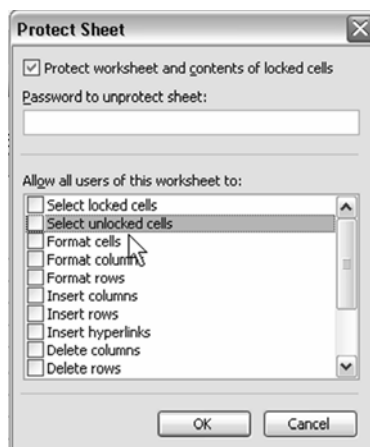 Protect Sheet
Protect worksheet and contents of locked cells
Password to unprotect sheet:
Allow all users of this worksheet to:
Select locked cells
Select unlocked cells
Format cells
Format columns
Format rows
Insert columns
Insert rows
Insert hyperlinks
Delete columns
Delete rows
OK Cancel